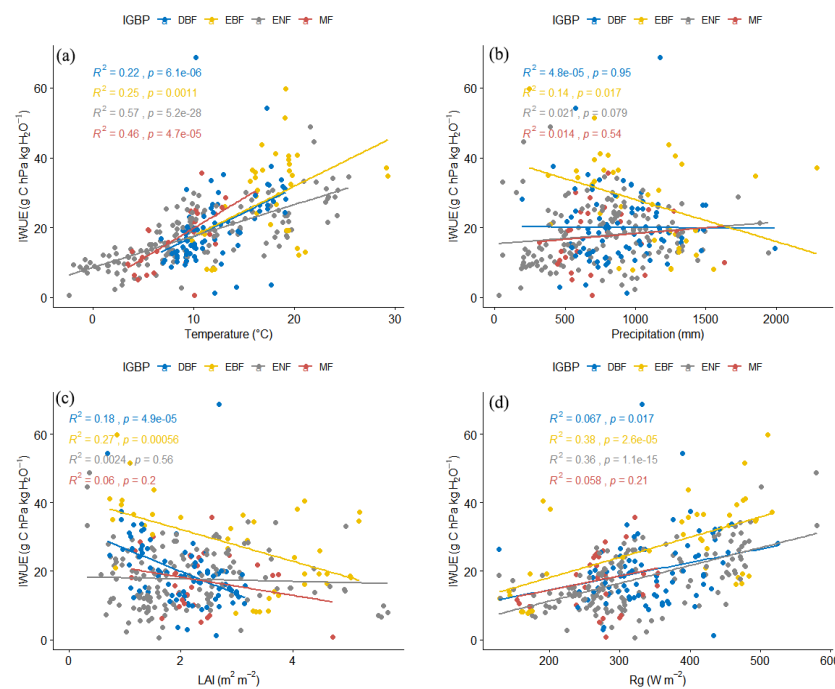 IGBP DBF EBF ENF MF
(a)
R² = 0.22 , p = 6.1e-06
R² = 0.25 , p = 0.0011
R² = 0.57 , p = 5.2e-28
R² = 0.46 , p = 4.7e-05
60
40
20
0
IWUE (g C hPa kg H₂O⁻¹)
0 10 20 30
Temperature (°C)
IGBP DBF EBF ENF MF
(b)
R² = 4.8e-05 , p = 0.95
R² = 0.14 , p = 0.017
R² = 0.021 , p = 0.079
R² = 0.014 , p = 0.54
60
40
20
0
IWUE (g C hPa kg H₂O⁻¹)
0 500 1000 1500 2000
Precipitation (mm)
IGBP DBF EBF ENF MF
(c)
R² = 0.18 , p = 4.9e-05
R² = 0.27 , p = 0.00056
R² = 0.0024 , p = 0.56
R² = 0.06 , p = 0.2
60
40
20
0
IWUE (g C hPa kg H₂O⁻¹)
0 2 4
LAI (m² m⁻²)
IGBP DBF EBF ENF MF
(d)
R² = 0.067 , p = 0.017
R² = 0.38 , p = 2.6e-05
R² = 0.36 , p = 1.1e-15
R² = 0.058 , p = 0.21
60
40
20
0
IWUE (g C hPa kg H₂O⁻¹)
200 300 400 500 600
Rg (W m⁻²)